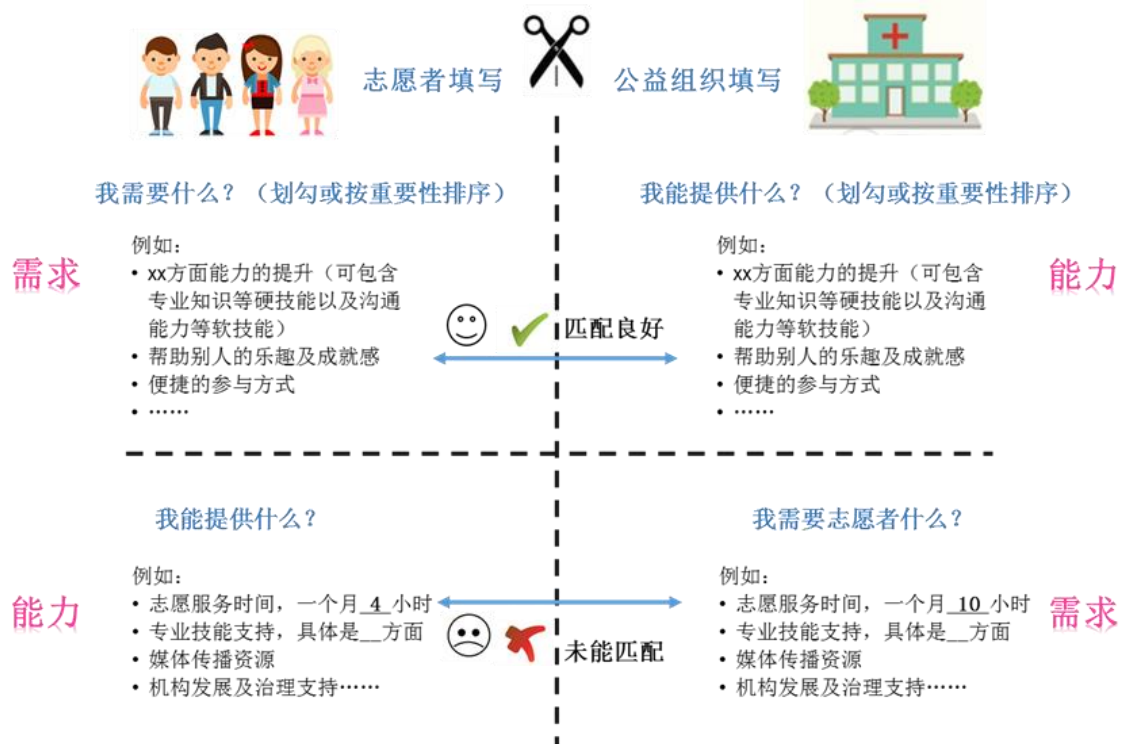 志愿者填写
公益组织填写
我需要什么？（划勾或按重要性排序）
我能提供什么？（划勾或按重要性排序）
需求
例如：
• xx方面能力的提升（可包含
专业知识等硬技能以及沟通
能力等软技能）
• 帮助别人的乐趣及成就感
• 便捷的参与方式
• ……
匹配良好
例如：
• xx方面能力的提升（可包含
专业知识等硬技能以及沟通
能力等软技能）
• 帮助别人的乐趣及成就感
• 便捷的参与方式
• ……
能力
我能提供什么？
我需要志愿者什么？
能力
例如：
• 志愿服务时间，一个月_4_小时
• 专业技能支持，具体是__方面
• 媒体传播资源
• 机构发展及治理支持……
未能匹配
例如：
• 志愿服务时间，一个月_10_小时
• 专业技能支持，具体是__方面
• 媒体传播资源
• 机构发展及治理支持……
需求